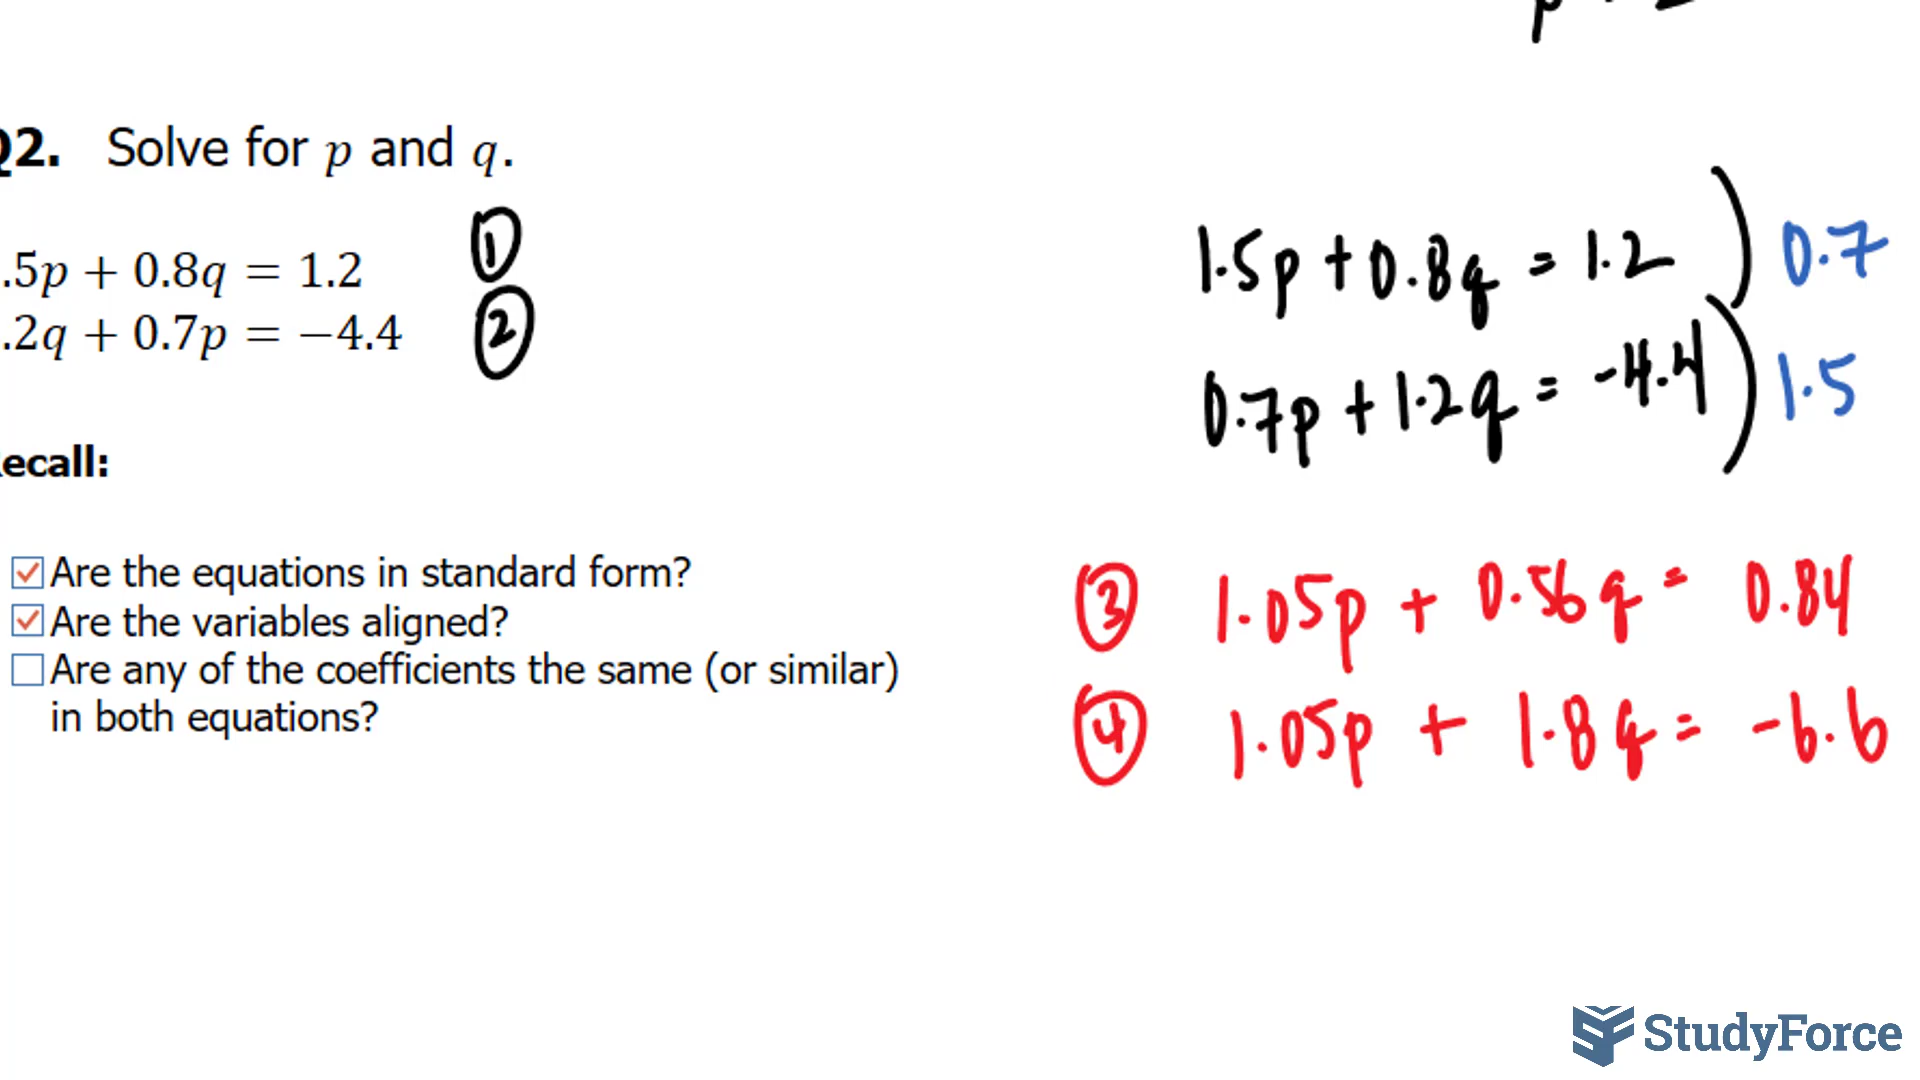 Q2. Solve for p and q.
.5p + 0.8q = 1.2 ①
.2q + 0.7p = −4.4 ②
ecall:
Are the equations in standard form?
Are the variables aligned?
Are any of the coefficients the same (or similar)
in both equations?
1.5p + 0.8q = 1.2 ) 0.7
0.7p + 1.2q = -4.4 ) 1.5
③ 1.05p + 0.56q = 0.84
④ 1.05p + 1.8q = -6.6
StudyForce